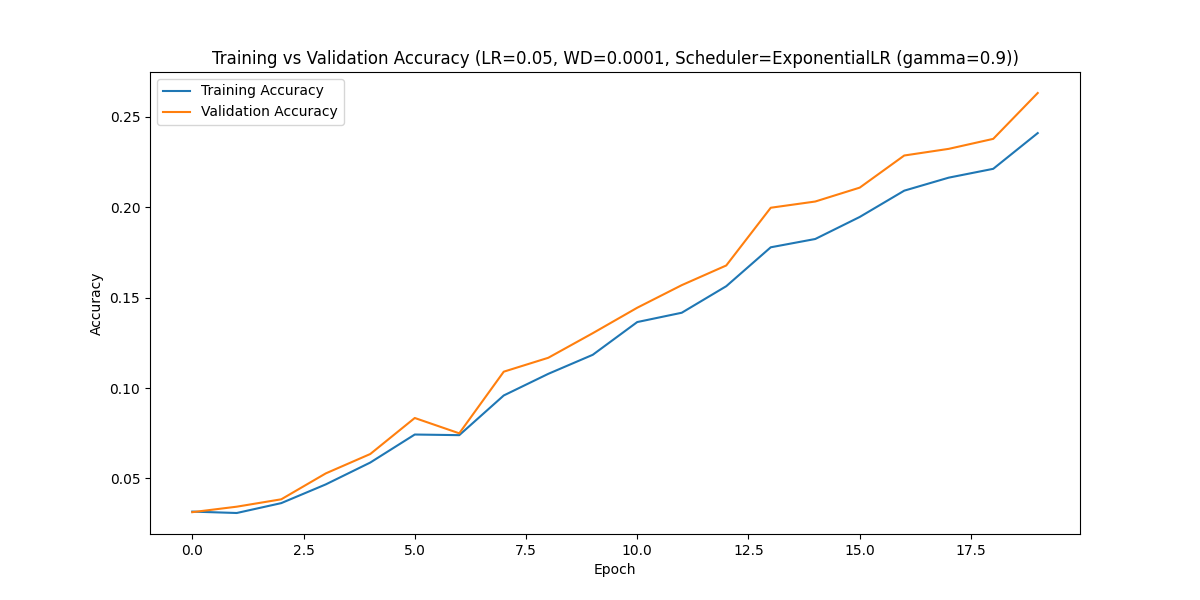 Training vs Validation Accuracy (LR=0.05, WD=0.0001, Scheduler=ExponentialLR (gamma=0.9))
Training Accuracy
Validation Accuracy
0.25
0.20
0.15
0.10
0.05
Accuracy
0.0 2.5 5.0 7.5 10.0 12.5 15.0 17.5
Epoch